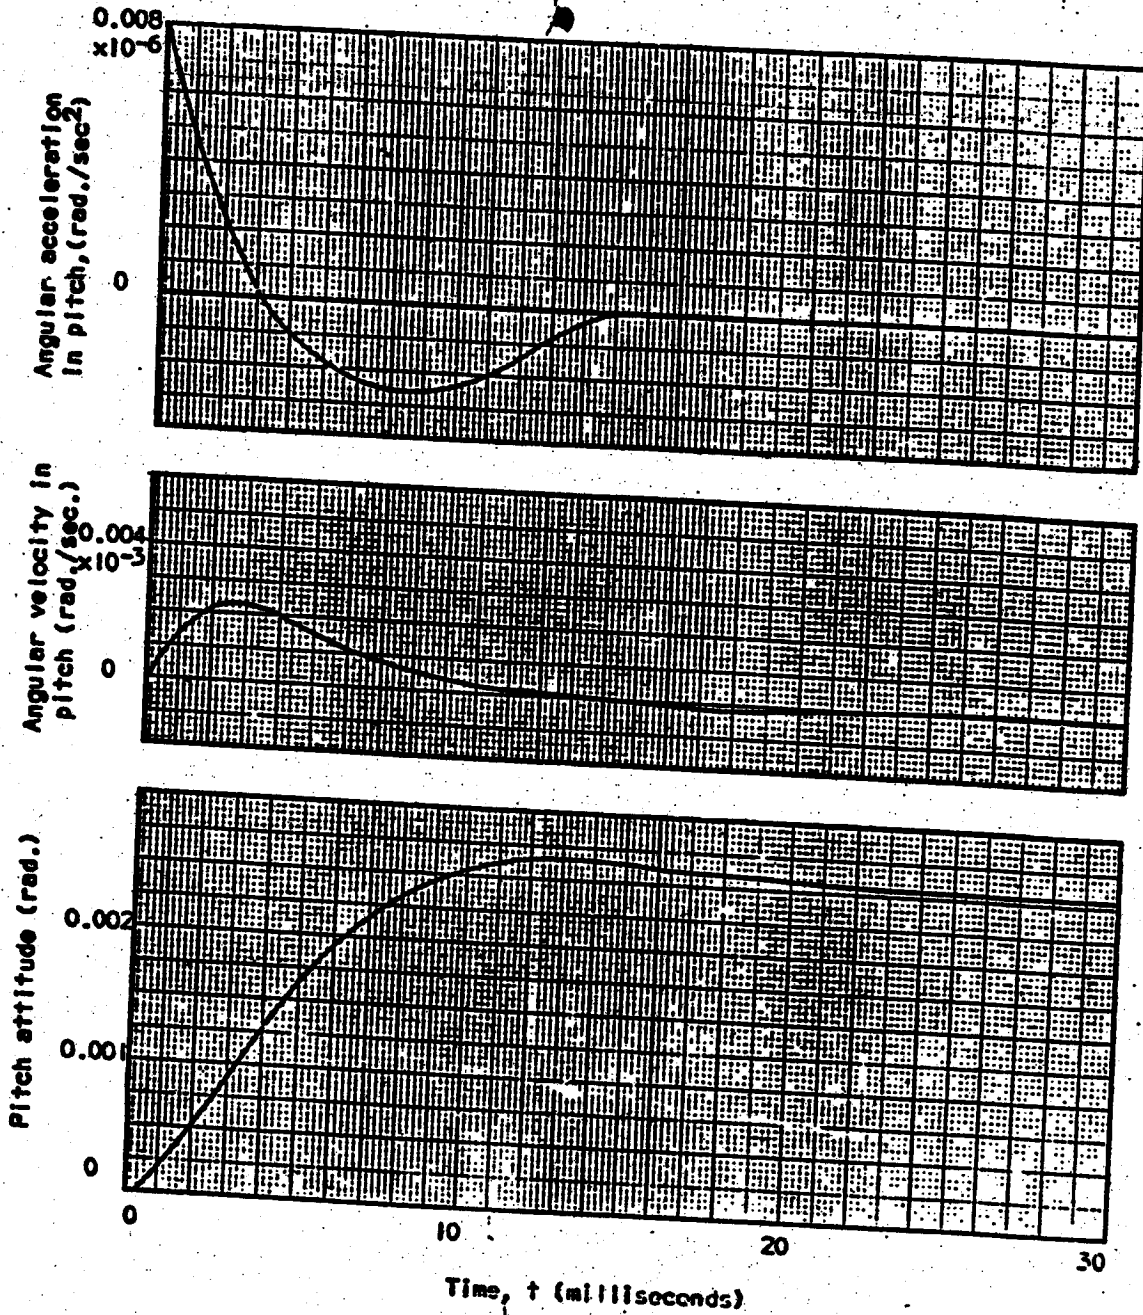 0.008
x10-6
Angular acceleration
in pitch, (rad./sec2)
0
Angular velocity in
pitch (rad./sec.)
0.004
x10-3
0
Pitch attitude (rad.)
0.002
0.001
0
0
10
20
30
Time, t (milliseconds)